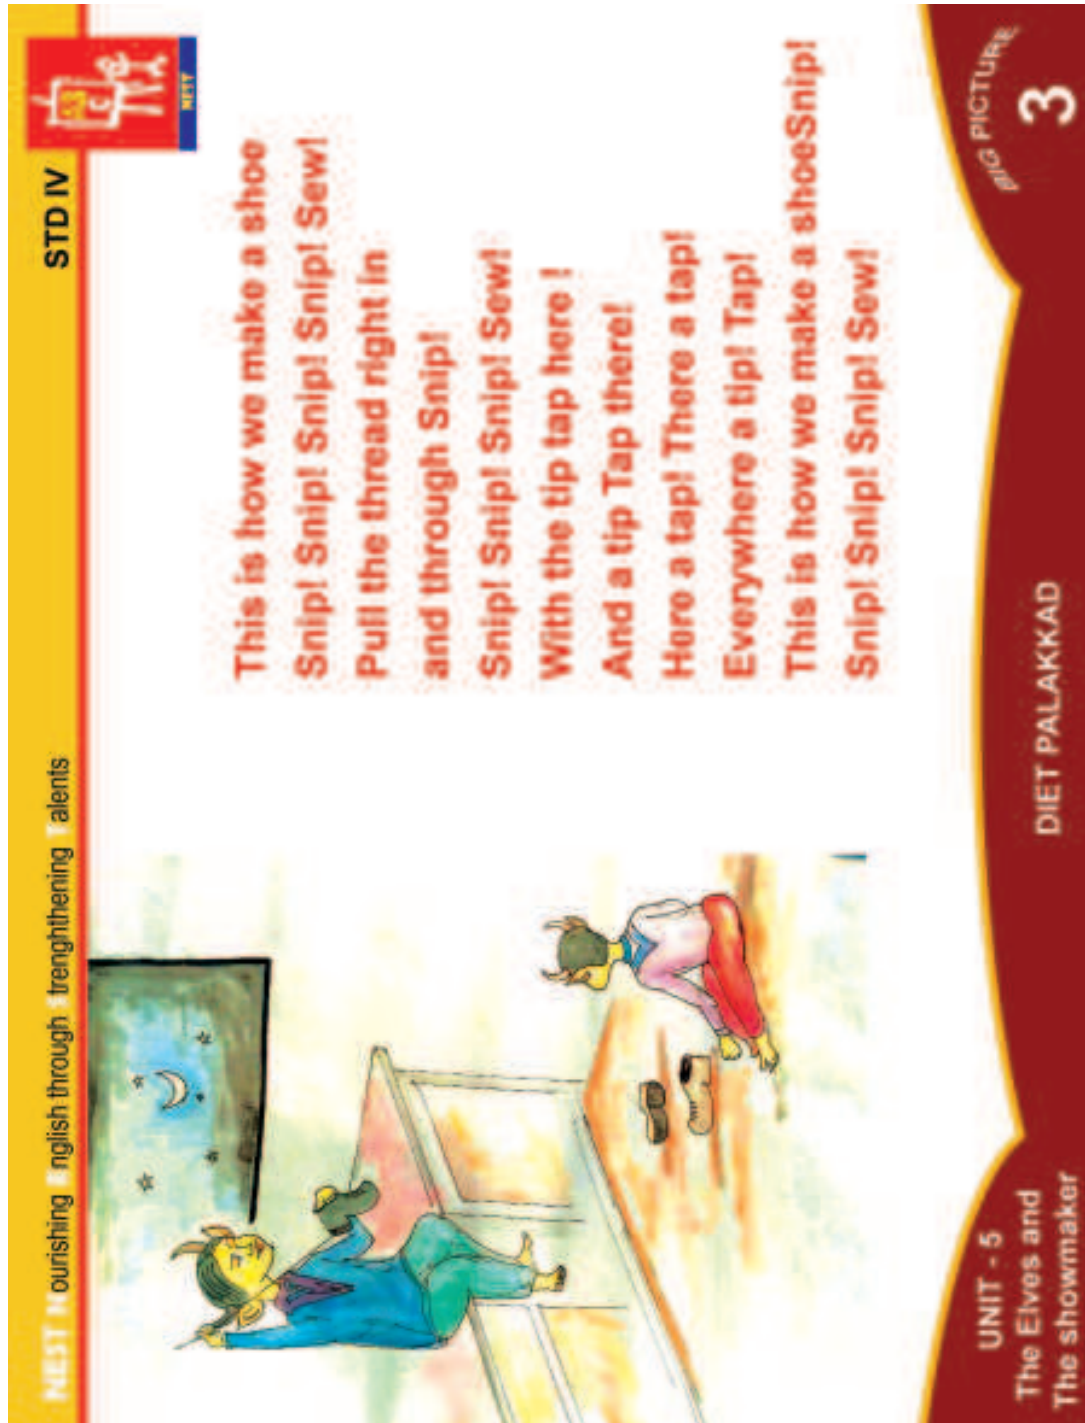 NEST Nourishing English through Strenghthening Talents
STD IV
NEST
This is how we make a shoe
Snip! Snip! Snip! Snip! Snip! Sew!
Pull the thread right in
and through Snip!
Snip! Snip! Snip! Sew!
With the tip tap here !
And a tip Tap there!
Here a tap! There a tap!
Everywhere a tip! Tap!
This is how we make a shoeSnip!
Snip! Snip! Snip! Sew!
UNIT - 5
The Elves and
The showmaker
DIET PALAKKAD
BIG PICTURE
3